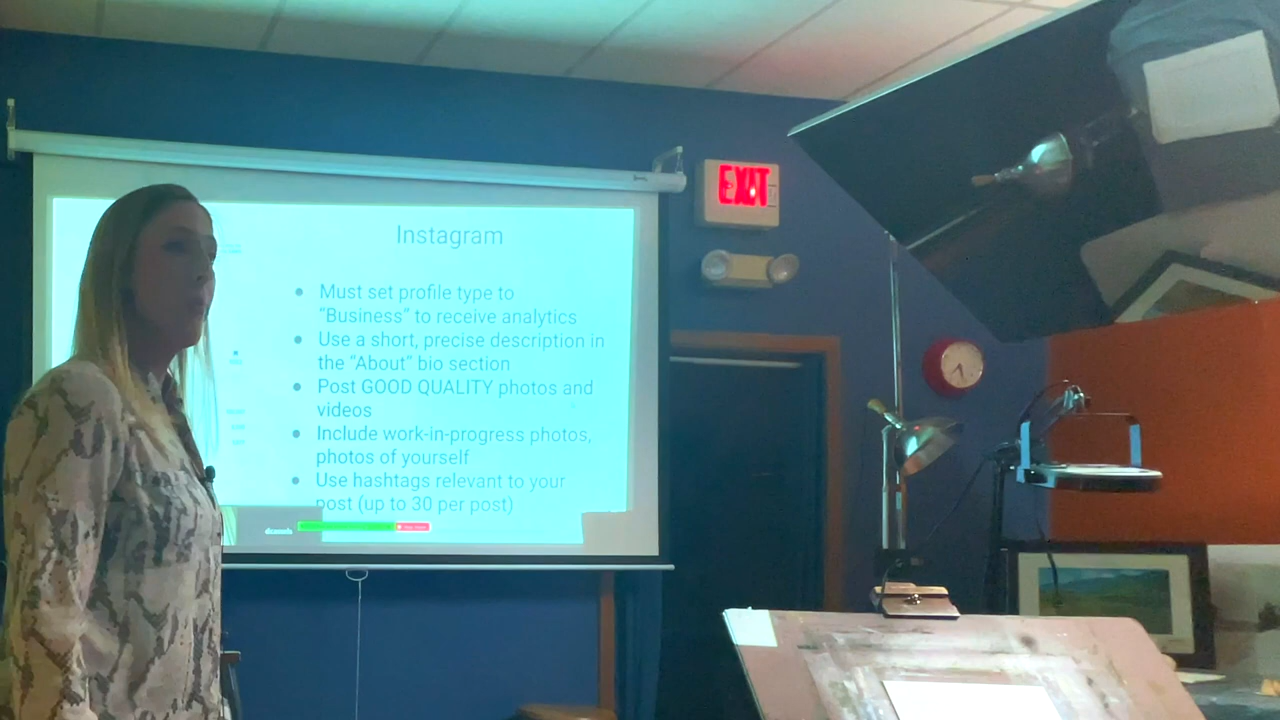 EXIT
Instagram
• Must set profile type to
"Business" to receive analytics
• Use a short, precise description in
the "About" bio section
• Post GOOD QUALITY photos and
videos
• Include work-in-progress photos,
photos of yourself
• Use hashtags relevant to your
post (up to 30 per post)